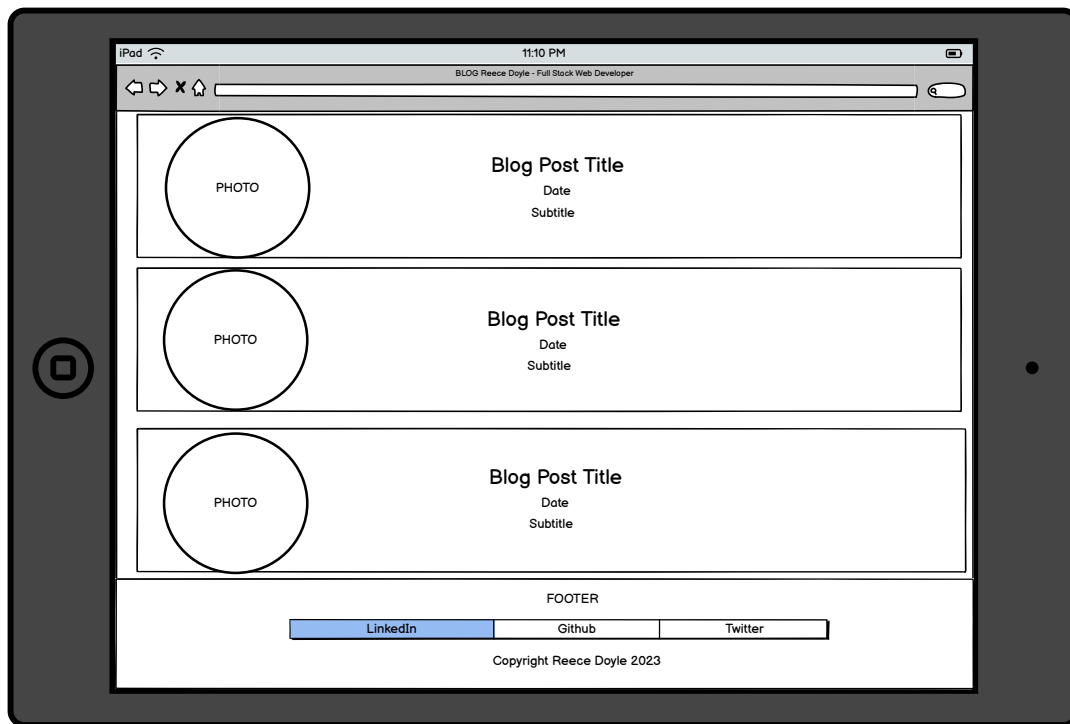 iPad
11:10 PM
BLOG Reece Doyle - Full Stack Web Developer
PHOTO
Blog Post Title
Date
Subtitle
PHOTO
Blog Post Title
Date
Subtitle
PHOTO
Blog Post Title
Date
Subtitle
FOOTER
LinkedIn Github Twitter
Copyright Reece Doyle 2023